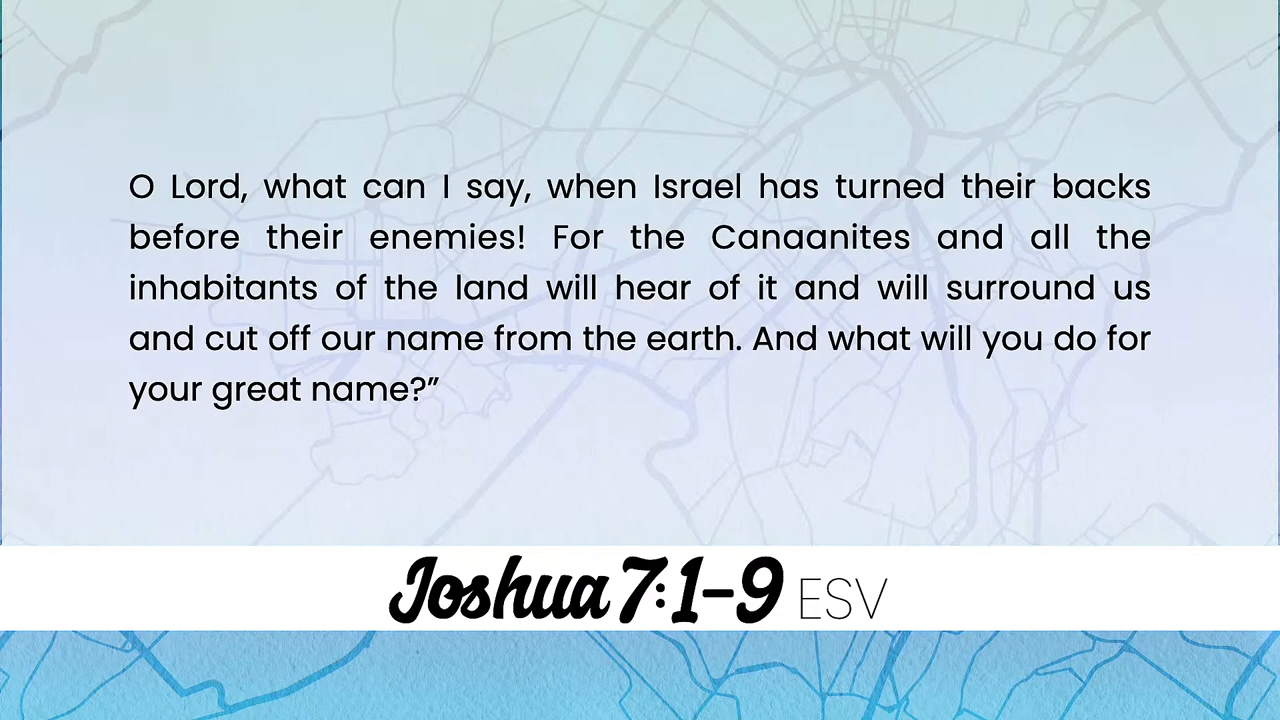 O Lord, what can I say, when Israel has turned their backs
before their enemies! For the Canaanites and all the
inhabitants of the land will hear of it and will surround us
and cut off our name from the earth. And what will you do for
your great name?”
Joshua 7:1–9 ESV